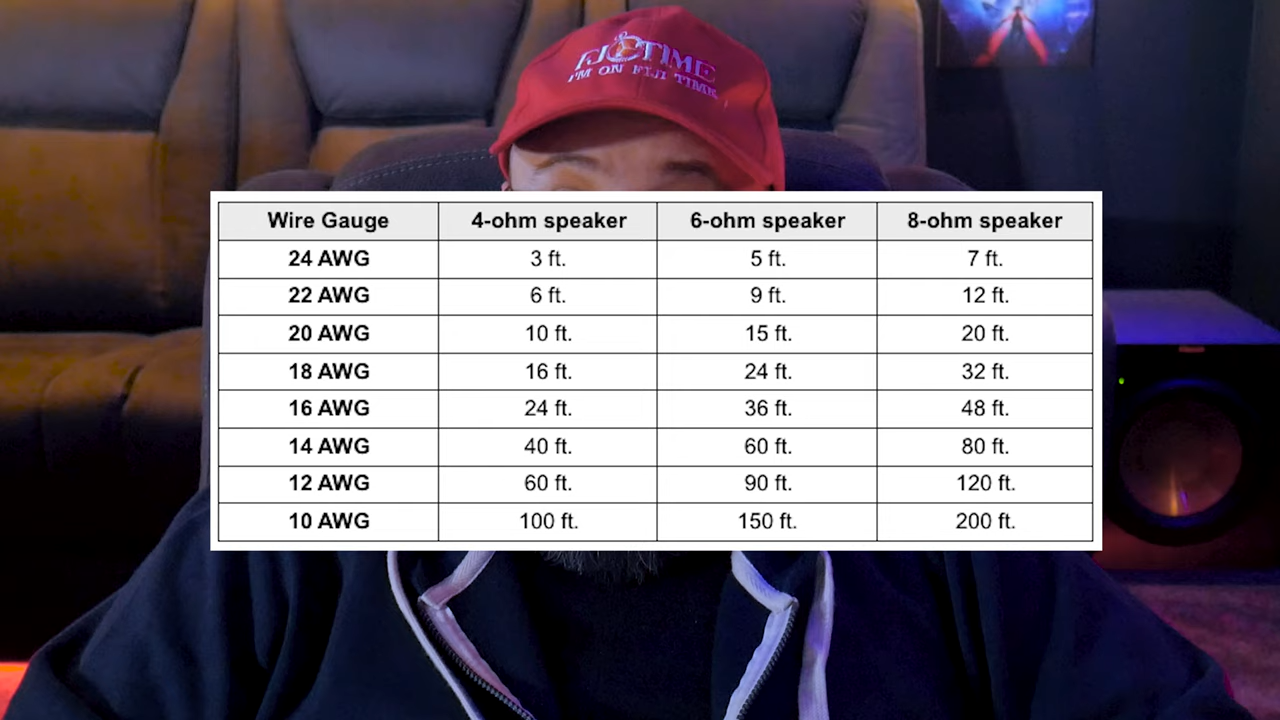 FIJI TIME
I'M ON FIJI TIME
Wire Gauge 4-ohm speaker 6-ohm speaker 8-ohm speaker
24 AWG 3 ft. 5 ft. 7 ft.
22 AWG 6 ft. 9 ft. 12 ft.
20 AWG 10 ft. 15 ft. 20 ft.
18 AWG 16 ft. 24 ft. 32 ft.
16 AWG 24 ft. 36 ft. 48 ft.
14 AWG 40 ft. 60 ft. 80 ft.
12 AWG 60 ft. 90 ft. 120 ft.
10 AWG 100 ft. 150 ft. 200 ft.